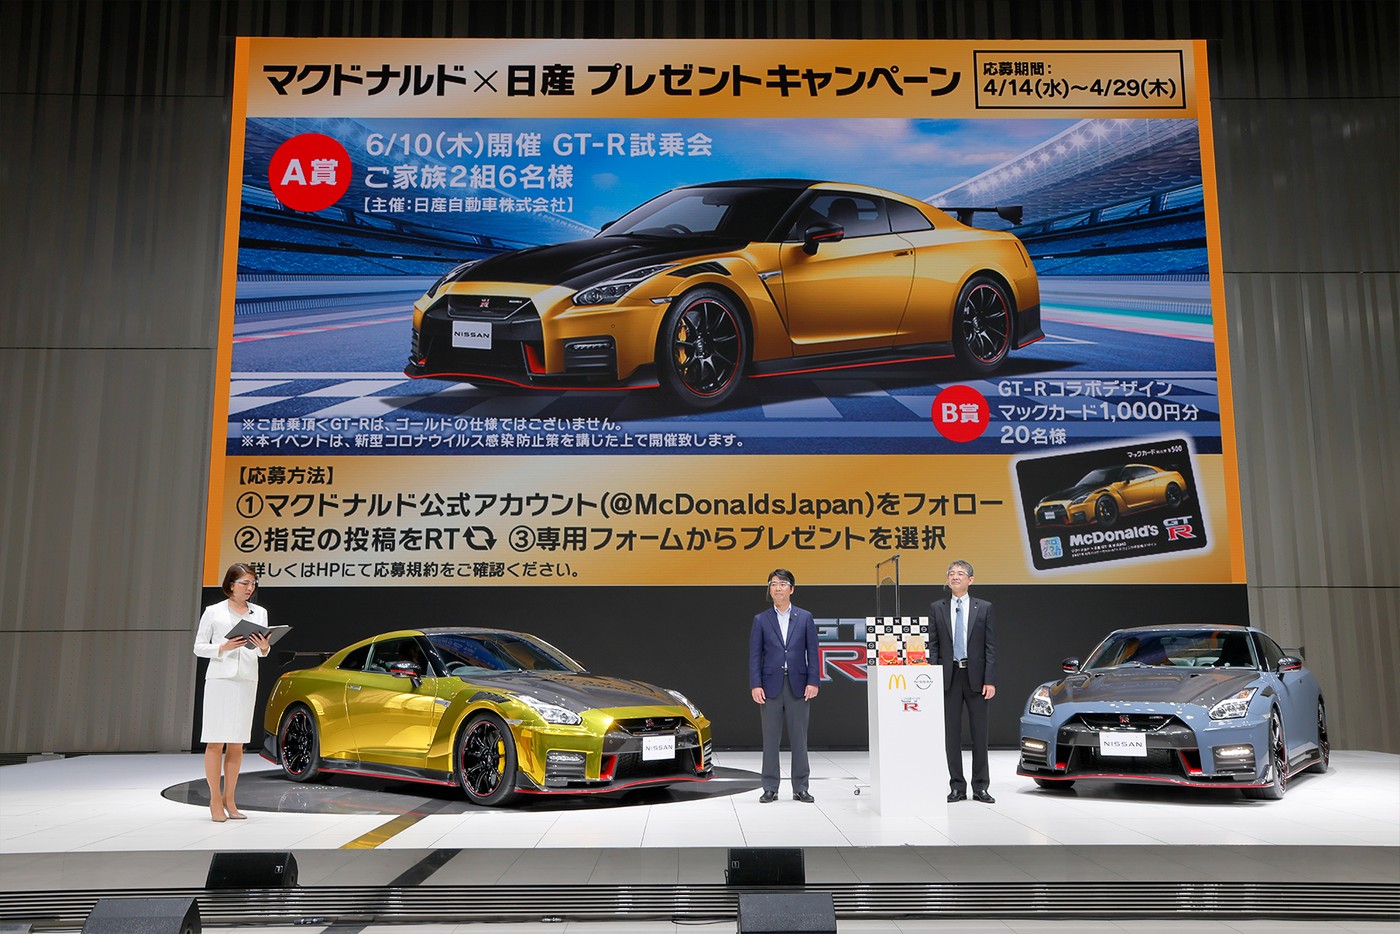 マクドナルド×日産 プレゼントキャンペーン
応募期間:
4/14(水)~4/29(木)
A賞
6/10(木)開催 GT-R試乗会
ご家族2組6名様
【主催:日産自動車株式会社】
NISSAN
B賞
GT-Rコラボデザイン
マックカード1,000円分
20名様
※ご試乗頂くGT-Rは、ゴールドの仕様ではございません。
※本イベントは、新型コロナウイルス感染防止策を講じた上で開催致します。
マックカード
¥500
McDonald's
GT
R
【応募方法】
①マクドナルド公式アカウント(@McDonaldsJapan)をフォロー
②指定の投稿をRT ③専用フォームからプレゼントを選択
詳しくはHPにて応募規約をご確認ください。
GT
R
NISSAN
R
NISSAN
NISSAN